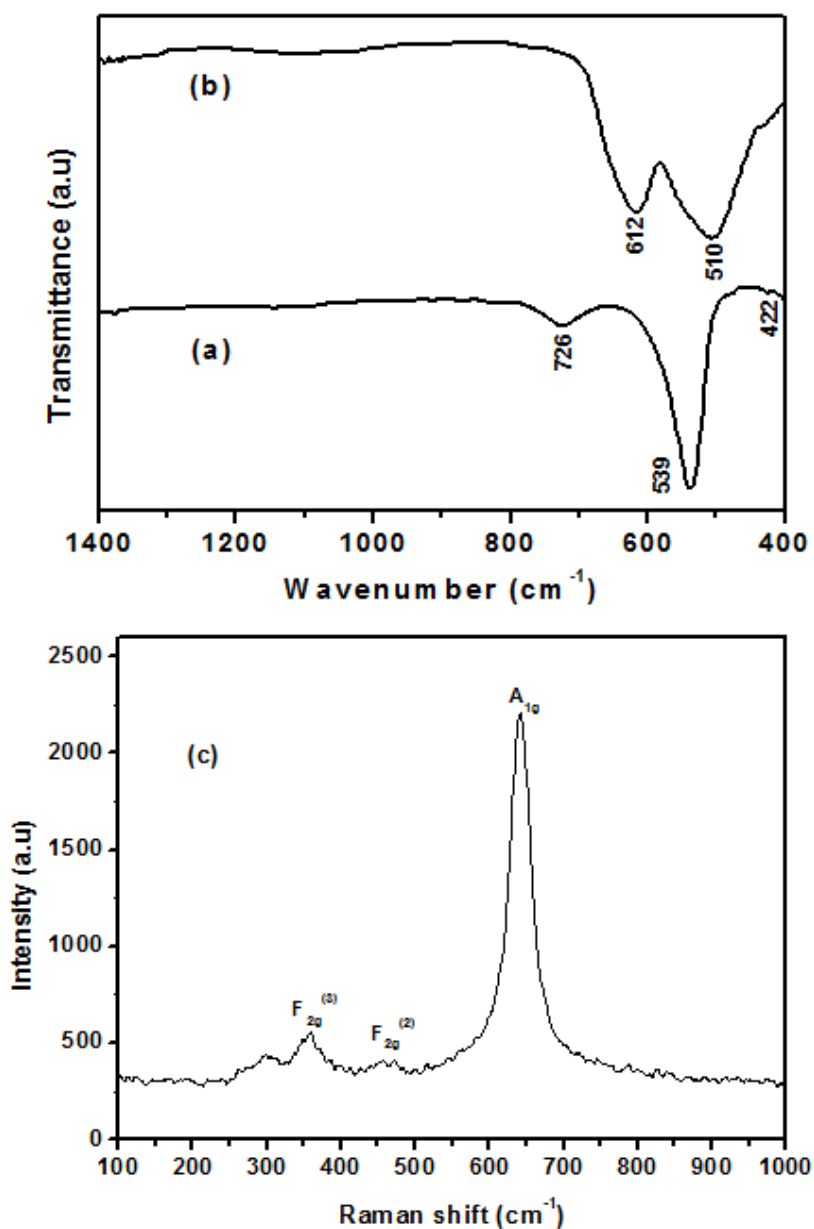 (b)
Transmittance (a.u)
612
510
(a)
726
539
422
1400 1200 1000 800 600 400
Wavenumber (cm⁻¹)
2500
A₁g
(c)
2000
Intensity (a.u)
1500
1000
F₂g⁽³⁾
F₂g⁽²⁾
500
0
100 200 300 400 500 600 700 800 900 1000
Raman shift (cm⁻¹)